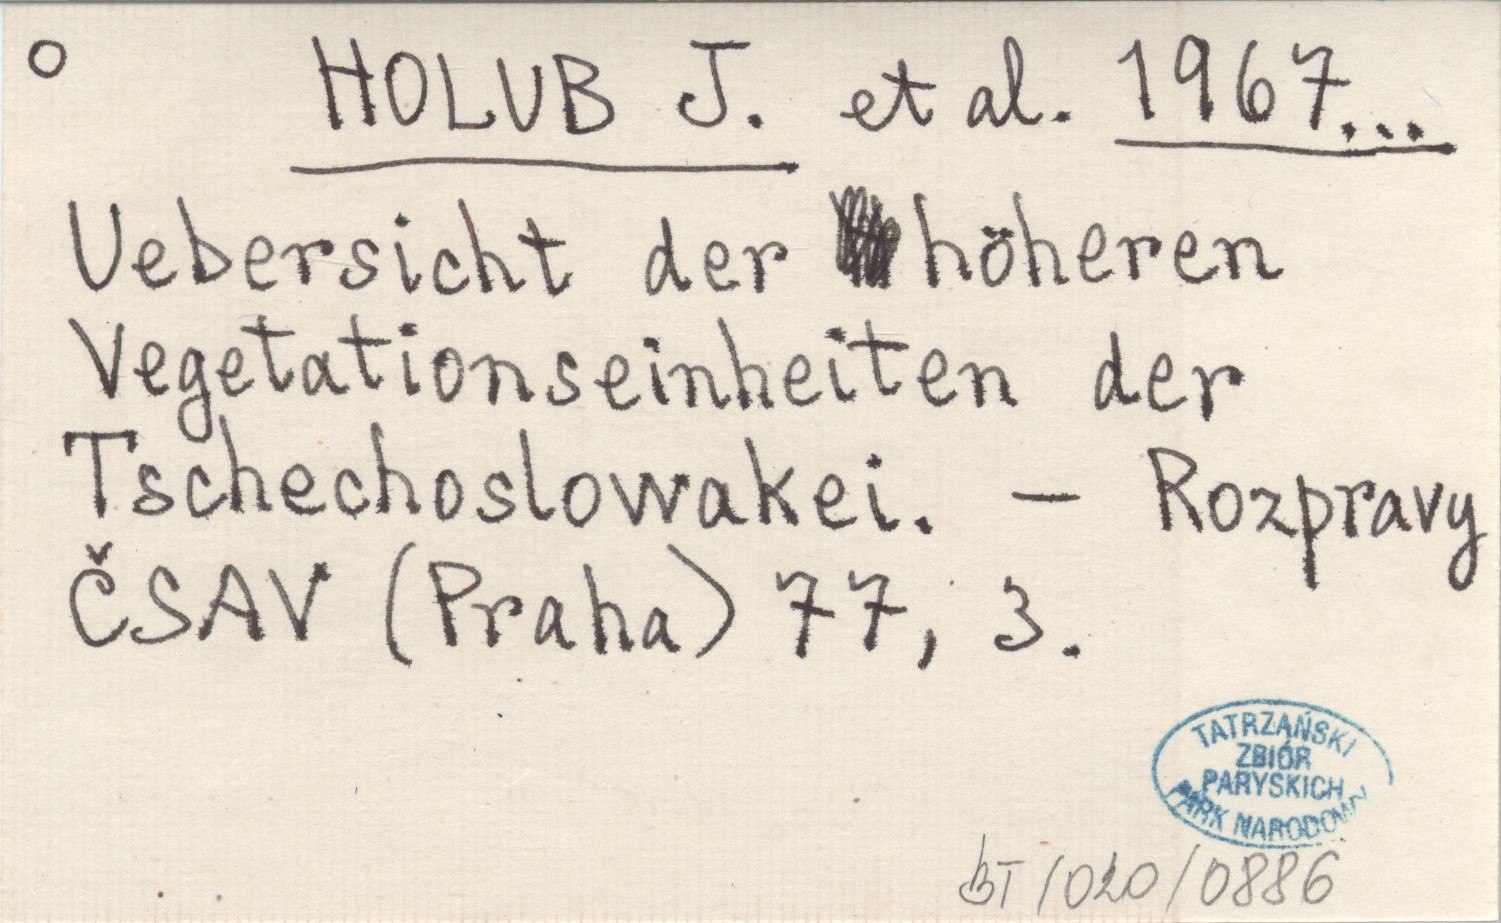 o HOLUB J. et al. 1967...
Uebersicht der höheren
Vegetationseinheiten der
Tschechoslowakei. — Rozpravy
ČSAV (Praha) 77, 3.
TATRZAŃSKI
ZBIÓR
PARYSKICH
PARK NARODOWY
BT/020/0886